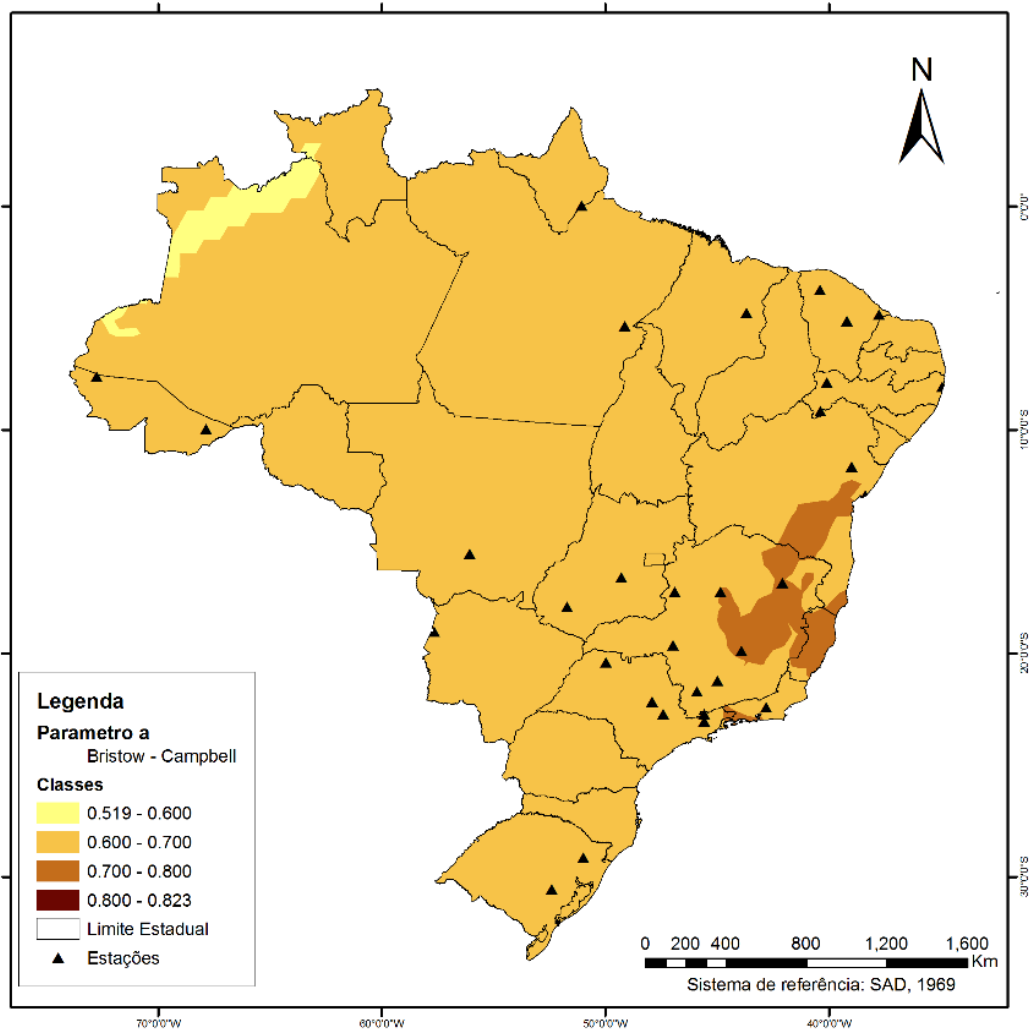 N
0°0'0"
10°0'0"S
20°0'0"S
30°0'0"S
Legenda
Parametro a
Bristow - Campbell
Classes
0.519 - 0.600
0.600 - 0.700
0.700 - 0.800
0.800 - 0.823
Limite Estadual
Estações
0 200 400 800 1,200 1,600
Km
Sistema de referência: SAD, 1969
70°0'0"W 60°0'0"W 50°0'0"W 40°0'0"W